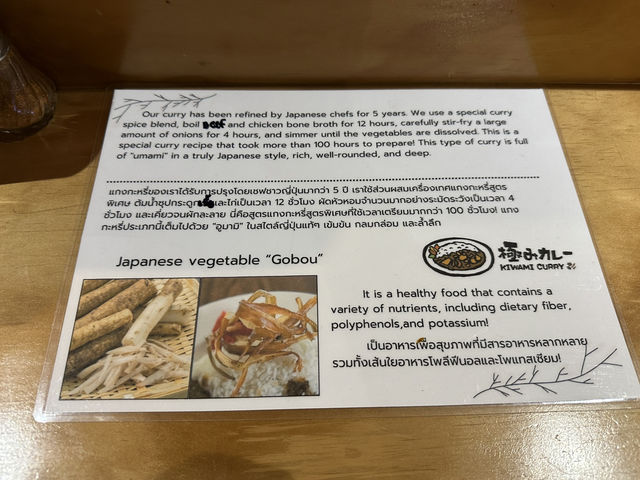 Our curry has been refined by Japanese chefs for 5 years. We use a special curry
spice blend, boil and chicken bone broth for 12 hours, carefully stir-fry a large
amount of onions for 4 hours, and simmer until the vegetables are dissolved. This is a
special curry recipe that took more than 100 hours to prepare! This type of curry is full
of "umami" in a truly Japanese style, rich, well-rounded, and deep.
แกงกะหรี่ของเราได้รับการปรุงโดยเชฟชาวญี่ปุ่นมากว่า 5 ปี เราใช้ส่วนผสมเครื่องเทศแกงกะหรี่สูตร
พิเศษ ต้มน้ำซุปกระดูก และไก่เป็นเวลา 12 ชั่วโมง ผัดหัวหอมจำนวนมากอย่างระมัดระวังเป็นเวลา 4
ชั่วโมง และเคี่ยวจนผักละลาย นี่คือสูตรแกงกะหรี่สูตรพิเศษที่ใช้เวลาเตรียมมากกว่า 100 ชั่วโมง! แกง
กะหรี่ประเภทนี้เต็มไปด้วย "อูมามิ" ในสไตล์ญี่ปุ่นแท้ๆ เข้มข้น กลมกล่อม และล้ำลึก
極みカレー
KIWAMI CURRY
Japanese vegetable "Gobou"
It is a healthy food that contains a
variety of nutrients, including dietary fiber,
polyphenols,and potassium!
เป็นอาหารเพื่อสุขภาพที่มีสารอาหารหลากหลาย
รวมทั้งเส้นใยอาหารโพลีฟีนอลและโพแทสเซียม!